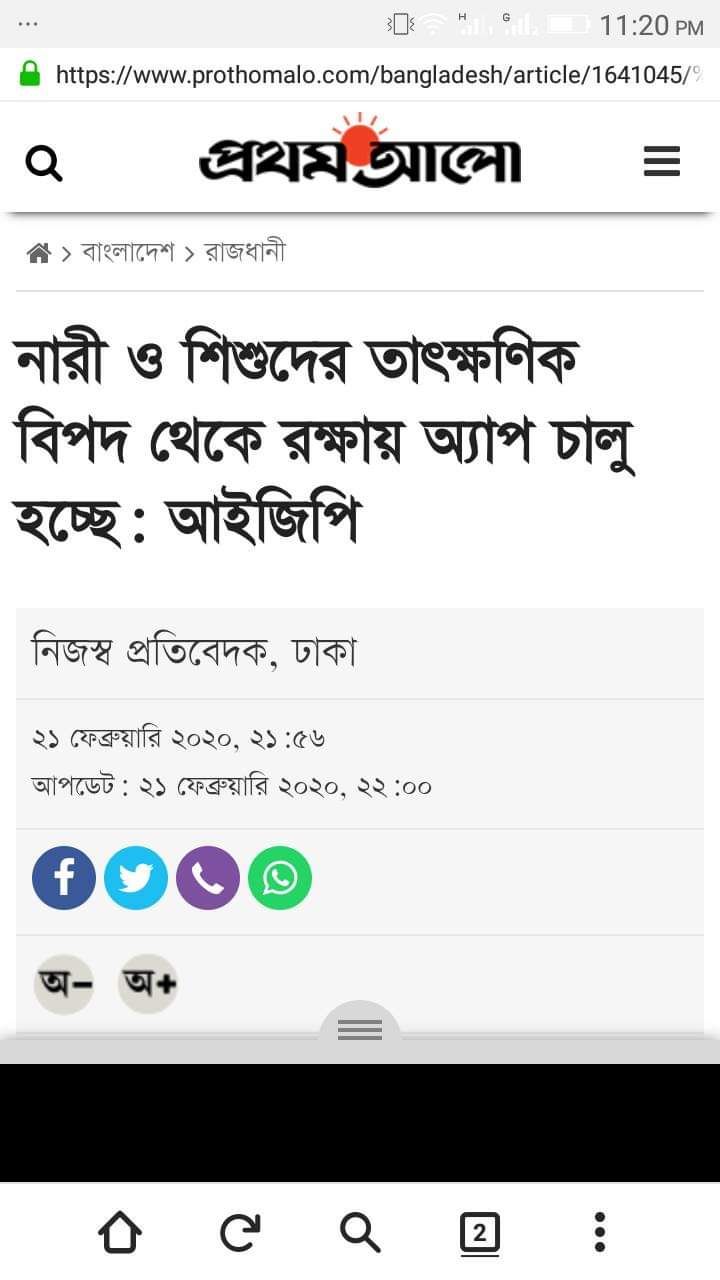 ...
H G 11:20 PM
https://www.prothomalo.com/bangladesh/article/1641045/%
প্রথম আলো
> বাংলাদেশ > রাজধানী
নারী ও শিশুদের তাৎক্ষণিক
বিপদ থেকে রক্ষায় অ্যাপ চালু
হচ্ছে : আইজিপি
নিজস্ব প্রতিবেদক, ঢাকা
২১ ফেব্রুয়ারি ২০২০, ২১ :৫৬
আপডেট : ২১ ফেব্রুয়ারি ২০২০, ২২ :০০
অ- অ+
2